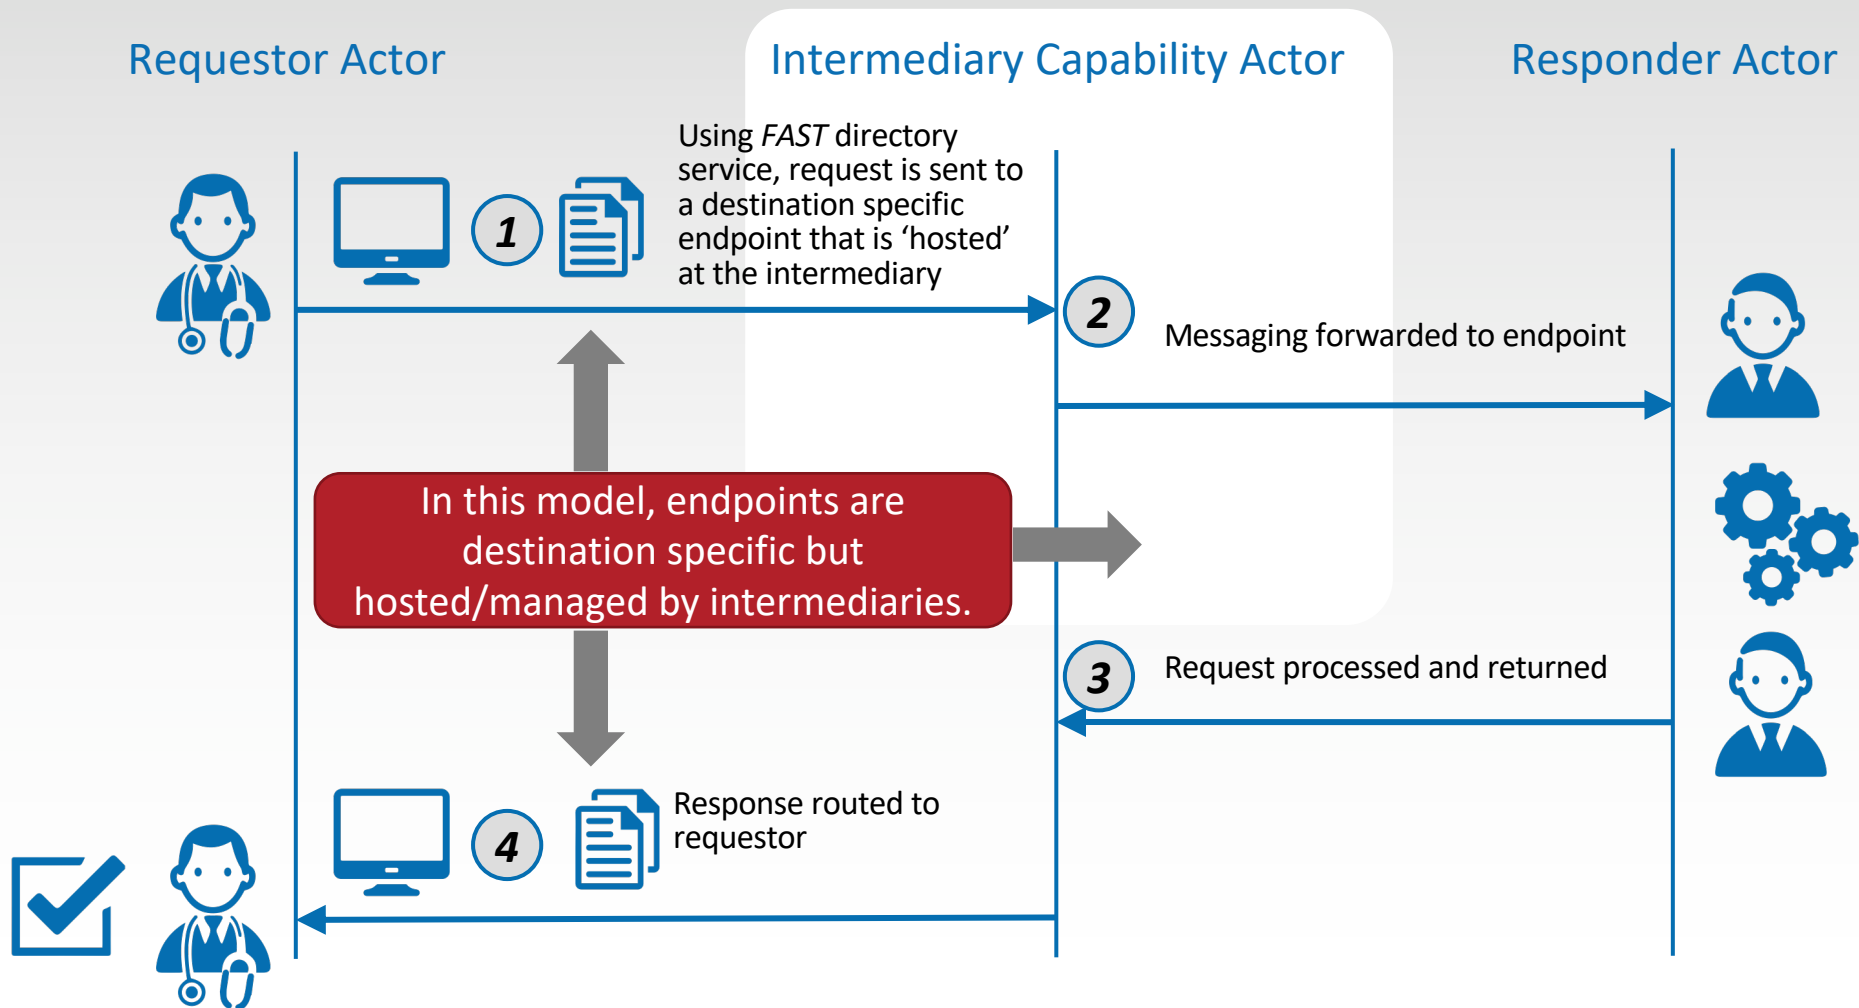 Requestor Actor
Intermediary Capability Actor
Responder Actor
Using FAST directory
service, request is sent to
a destination specific
endpoint that is ‘hosted’
at the intermediary
1
2
Messaging forwarded to endpoint
In this model, endpoints are
destination specific but
hosted/managed by intermediaries.
3
Request processed and returned
4
Response routed to
requestor